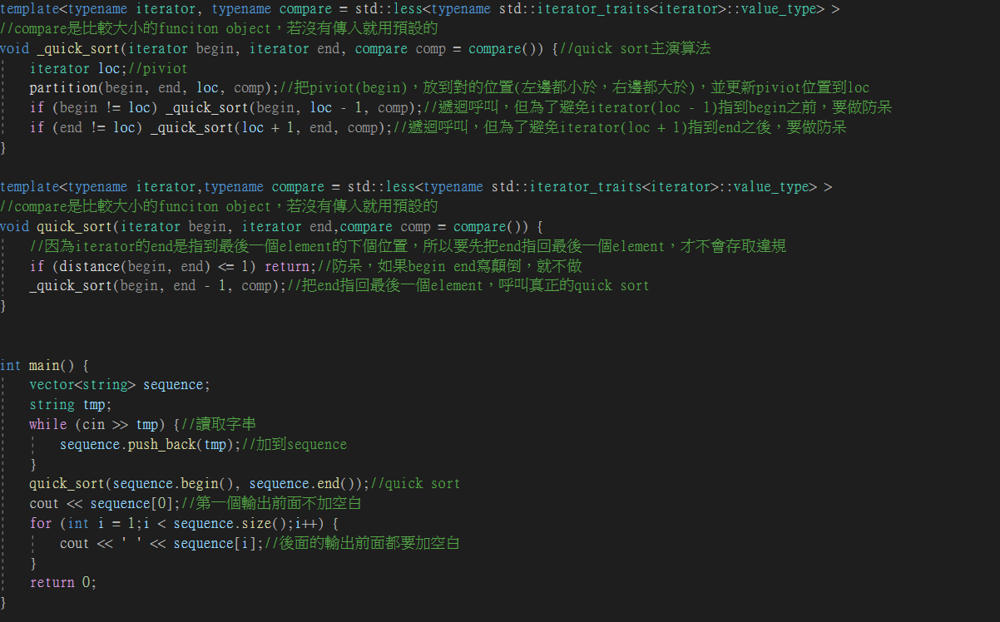 template<typename iterator, typename compare = std::less<typename std::iterator_traits<iterator>::value_type> >
//compare是比較大小的funciton object，若沒有傳入就用預設的
void _quick_sort(iterator begin, iterator end, compare comp = compare()) {//quick sort主演算法
    iterator loc;//piviot
    partition(begin, end, loc, comp);//把piviot(begin)，放到對的位置(左邊都小於，右邊都大於)，並更新piviot位置到loc
    if (begin != loc) _quick_sort(begin, loc - 1, comp);//遞迴呼叫，但為了避免iterator(loc - 1)指到begin之前，要做防呆
    if (end != loc) _quick_sort(loc + 1, end, comp);//遞迴呼叫，但為了避免iterator(loc + 1)指到end之後，要做防呆
}
template<typename iterator,typename compare = std::less<typename std::iterator_traits<iterator>::value_type> >
//compare是比較大小的funciton object，若沒有傳入就用預設的
void quick_sort(iterator begin, iterator end,compare comp = compare()) {
    //因為iterator的end是指到最後一個element的下個位置，所以要先把end指回最後一個element，才不會存取違規
    if (distance(begin, end) <= 1) return;//防呆，如果begin end寫顛倒，就不做
    _quick_sort(begin, end - 1, comp);//把end指回最後一個element，呼叫真正的quick sort
}
int main() {
    vector<string> sequence;
    string tmp;
    while (cin >> tmp) {//讀取字串
        sequence.push_back(tmp);//加到sequence
    }
    quick_sort(sequence.begin(), sequence.end());//quick sort
    cout << sequence[0];//第一個輸出前面不加空白
    for (int i = 1;i < sequence.size();i++) {
        cout << ' ' << sequence[i];//後面的輸出前面都要加空白
    }
    return 0;
}